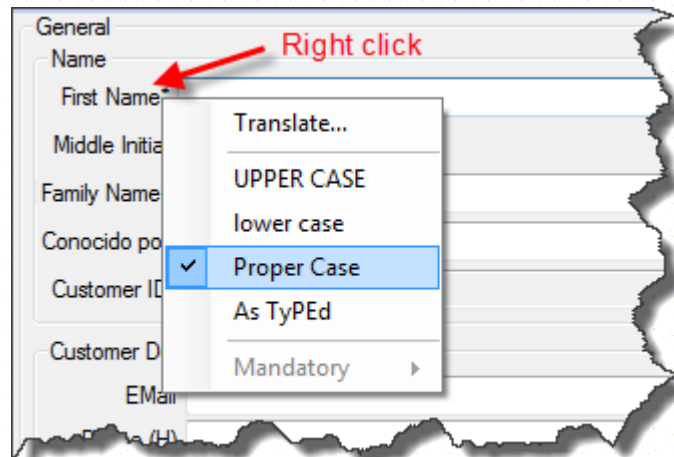 General
Right click
Name
First Name*
Translate...
Middle Initia
UPPER CASE
Family Name
lower case
Conocido po
Proper Case
Customer ID
As TyPEd
Customer D
Mandatory
EMail
(H)